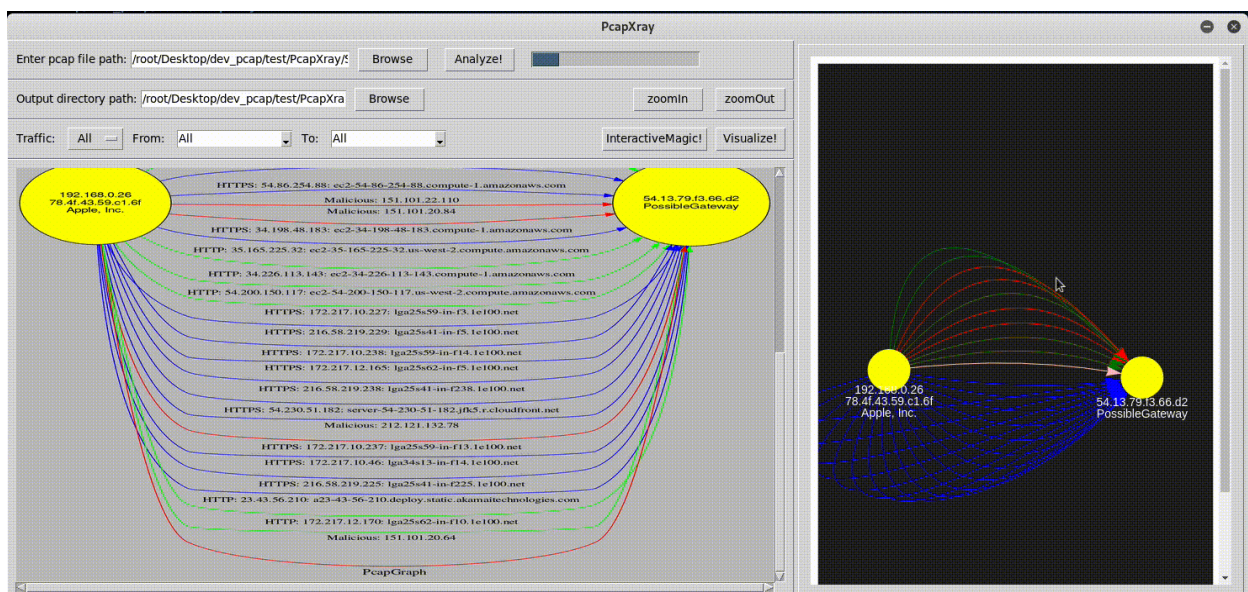 PcapXray
Enter pcap file path: /root/Desktop/dev_pcap/test/PcapXray/S Browse Analyze!
Output directory path: /root/Desktop/dev_pcap/test/PcapXra Browse zoomIn zoomOut
Traffic: All From: All To: All InteractiveMagic! Visualize!
192.168.0.26
78.4f.43.59.c1.6f
Apple, Inc.
54.13.79.f3.66.d2
PossibleGateway
HTTPS: 54.86.254.88: ec2-54-86-254-88.compute-1.amazonaws.com
Malicious: 151.101.22.110
Malicious: 151.101.20.84
HTTPS: 34.198.48.183: ec2-34-198-48-183.compute-1.amazonaws.com
HTTP: 35.165.225.32: ec2-35-165-225-32.us-west-2.compute.amazonaws.com
HTTP: 34.226.113.143: ec2-34-226-113-143.compute-1.amazonaws.com
HTTP: 54.200.150.117: ec2-54-200-150-117.us-west-2.compute.amazonaws.com
HTTPS: 172.217.10.227: lga25s59-in-f3.1e100.net
HTTPS: 216.58.219.229: lga25s41-in-f5.1e100.net
HTTPS: 172.217.10.238: lga25s59-in-f14.1e100.net
HTTPS: 172.217.12.165: lga25s62-in-f5.1e100.net
HTTPS: 216.58.219.238: lga25s41-in-f238.1e100.net
HTTPS: 54.230.51.182: server-54-230-51-182.jfk5.r.cloudfront.net
Malicious: 212.121.132.78
HTTPS: 172.217.10.237: lga25s59-in-f13.1e100.net
HTTPS: 172.217.10.46: lga34s13-in-f14.1e100.net
HTTPS: 216.58.219.225: lga25s41-in-f225.1e100.net
HTTP: 23.43.56.210: a23-43-56-210.deploy.static.akamaitechnologies.com
HTTP: 172.217.12.170: lga25s62-in-f10.1e100.net
Malicious: 151.101.20.64
PcapGraph
192.168.0.26
78.4f.43.59.c1.6f
Apple, Inc.
54.13.79.f3.66.d2
PossibleGateway